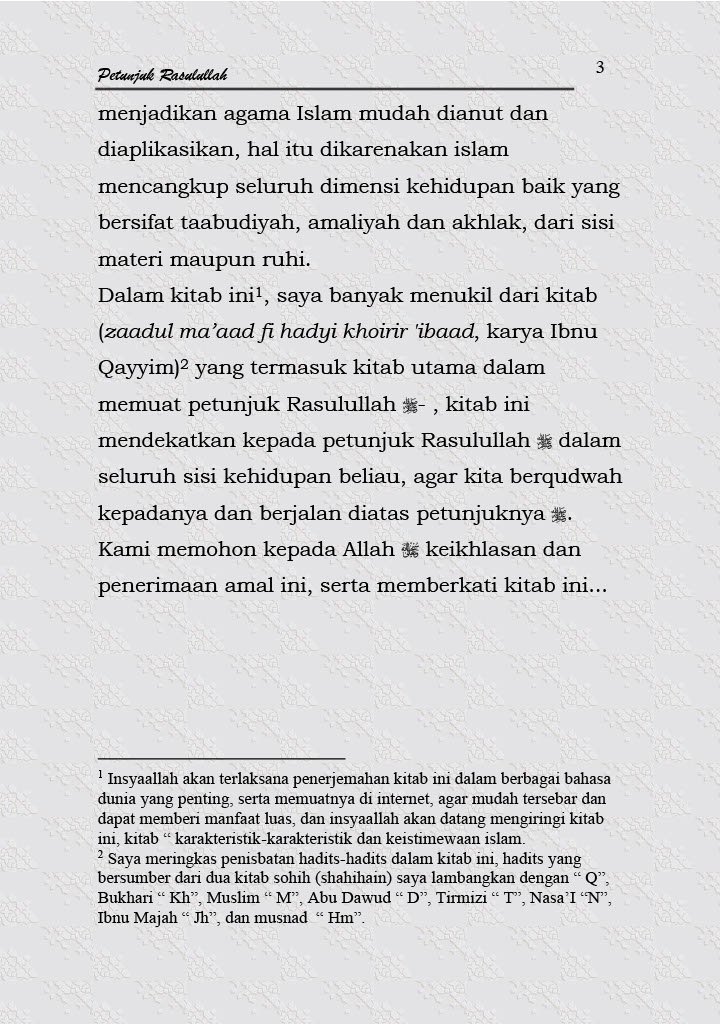 Petunjuk Rasulullah
3
menjadikan agama Islam mudah dianut dan
diaplikasikan, hal itu dikarenakan islam
mencangkup seluruh dimensi kehidupan baik yang
bersifat taabudiyah, amaliyah dan akhlak, dari sisi
materi maupun ruhi.
Dalam kitab ini¹, saya banyak menukil dari kitab
(zaadul ma’aad fi hadyi khoirir 'ibaad, karya Ibnu
Qayyim)² yang termasuk kitab utama dalam
memuat petunjuk Rasulullah ﷺ- , kitab ini
mendekatkan kepada petunjuk Rasulullah ﷺ dalam
seluruh sisi kehidupan beliau, agar kita berqudwah
kepadanya dan berjalan diatas petunjuknya ﷺ.
Kami memohon kepada Allah keikhlasan dan
penerimaan amal ini, serta memberkati kitab ini…
¹ Insyaallah akan terlaksana penerjemahan kitab ini dalam berbagai bahasa
dunia yang penting, serta memuatnya di internet, agar mudah tersebar dan
dapat memberi manfaat luas, dan insyaallah akan datang mengiringi kitab
ini, kitab “ karakteristik-karakteristik dan keistimewaan islam.
² Saya meringkas penisbatan hadits-hadits dalam kitab ini, hadits yang
bersumber dari dua kitab sohih (shahihain) saya lambangkan dengan “ Q”,
Bukhari “ Kh”, Muslim “ M”, Abu Dawud “ D”, Tirmizi “ T”, Nasa’I “N”,
Ibnu Majah “ Jh”, dan musnad “ Hm”.